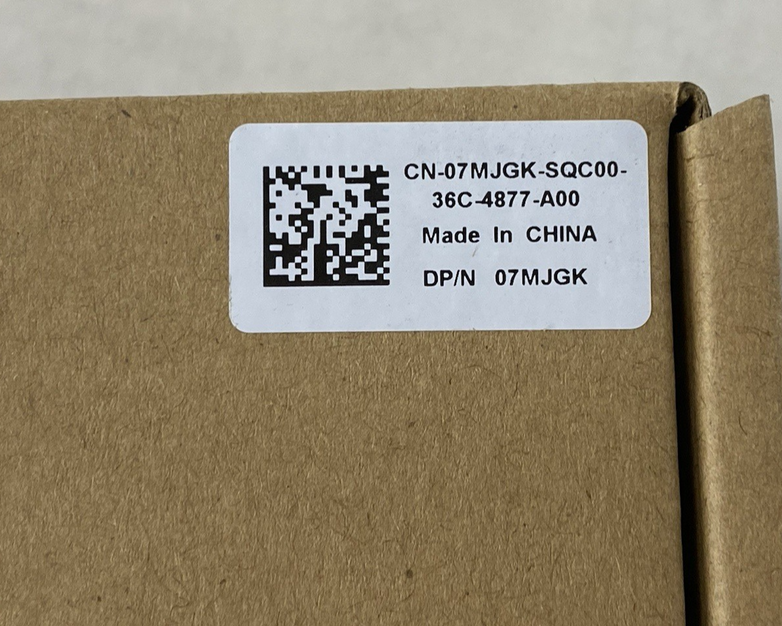 CN-07MJGK-SQC00-
36C-4877-A00
Made In CHINA
DP/N 07MJGK